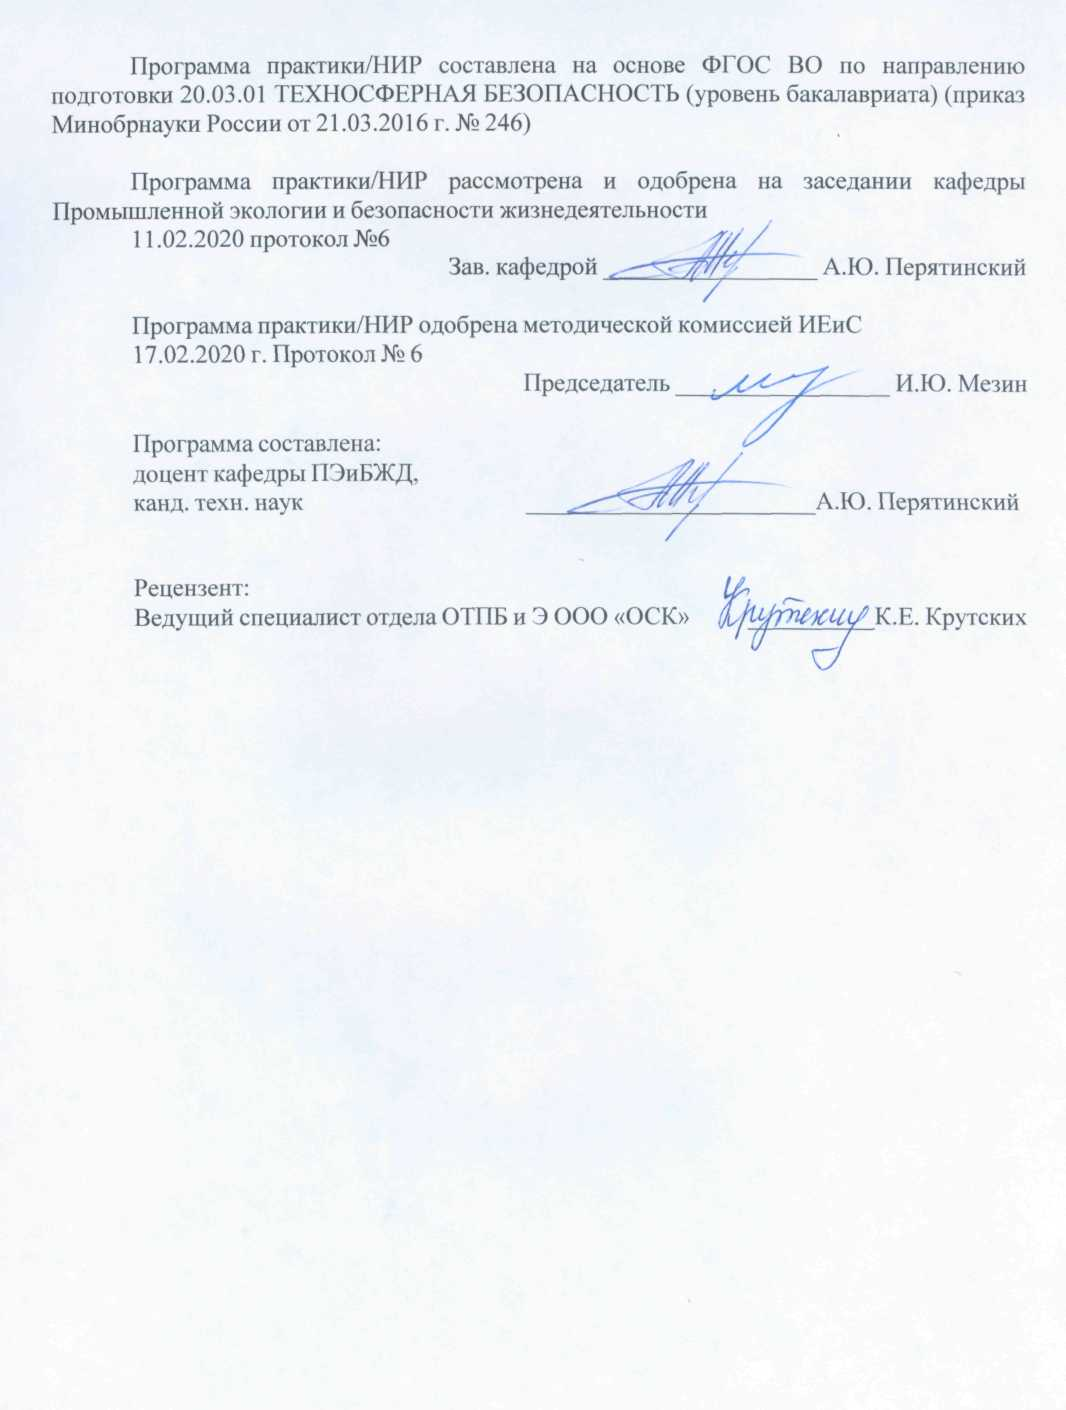 Программа практики/НИР составлена на основе ФГОС ВО по направлению
подготовки 20.03.01 ТЕХНОСФЕРНАЯ БЕЗОПАСНОСТЬ (уровень бакалавриата) (приказ
Минобрнауки России от 21.03.2016 г. № 246)
Программа практики/НИР рассмотрена и одобрена на заседании кафедры
Промышленной экологии и безопасности жизнедеятельности
11.02.2020 протокол №6
Зав. кафедрой А.Ю. Перятинский
Программа практики/НИР одобрена методической комиссией ИЕиС
17.02.2020 г. Протокол № 6
Председатель И.Ю. Мезин
Программа составлена:
доцент кафедры ПЭиБЖД,
канд. техн. наук А.Ю. Перятинский
Рецензент:
Ведущий специалист отдела ОТПБ и Э ООО «ОСК» К.Е. Крутских